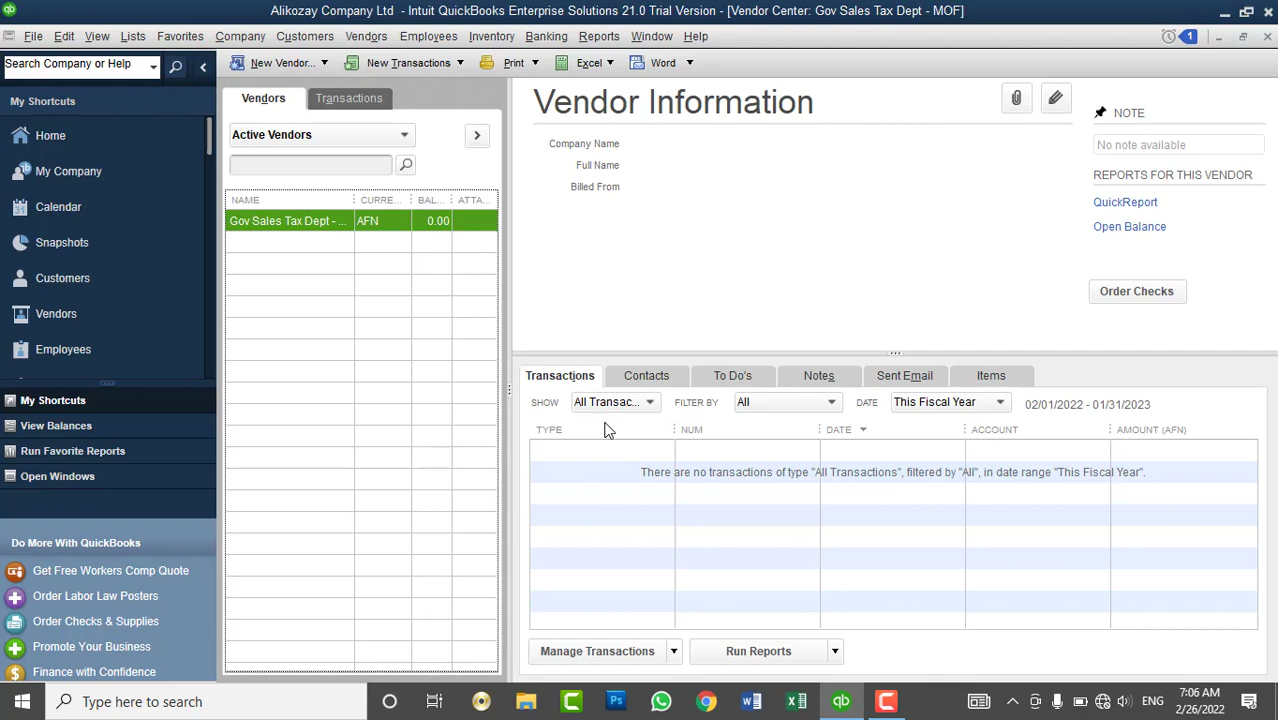 Alikozay Company Ltd - Intuit QuickBooks Enterprise Solutions 21.0 Trial Version - [Vendor Center: Gov Sales Tax Dept - MOF]
File Edit View Lists Favorites Company Customers Vendors Employees Inventory Banking Reports Window Help 1
Search Company or Help
New Vendor... New Transactions Print Excel Word
My Shortcuts
Home
My Company
Calendar
Snapshots
Customers
Vendors
Employees
My Shortcuts
View Balances
Run Favorite Reports
Open Windows
Do More With QuickBooks
Get Free Workers Comp Quote
Order Labor Law Posters
Order Checks & Supplies
Promote Your Business
Finance with Confidence
Vendors Transactions
Active Vendors
NAME CURRE... BAL... ATTA...
Gov Sales Tax Dept - ... AFN 0.00
Vendor Information
Company Name
Full Name
Billed From
NOTE
No note available
REPORTS FOR THIS VENDOR
QuickReport
Open Balance
Order Checks
Transactions Contacts To Do's Notes Sent Email Items
SHOW All Transac... FILTER BY All DATE This Fiscal Year 02/01/2022 - 01/31/2023
TYPE NUM DATE ACCOUNT AMOUNT (AFN)
There are no transactions of type "All Transactions", filtered by "All", in date range "This Fiscal Year".
Manage Transactions Run Reports
Type here to search
ENG
7:06 AM
2/26/2022